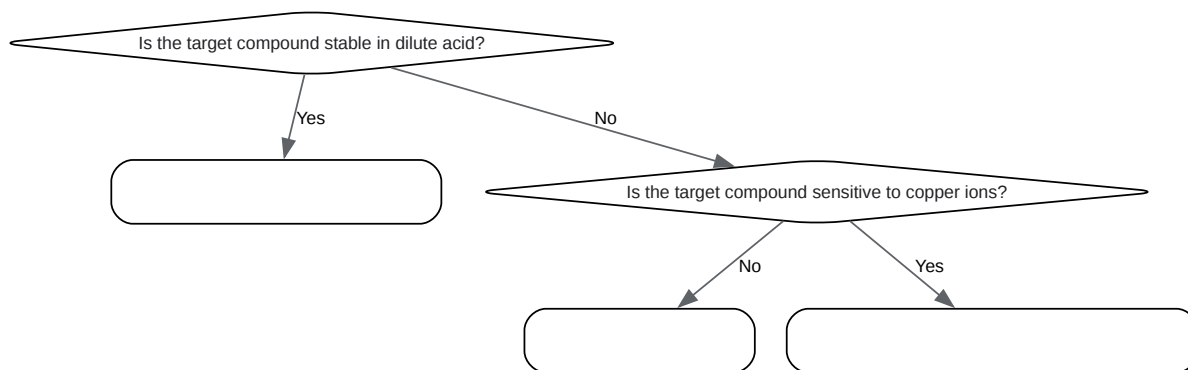 Is the target compound stable in dilute acid?
Yes
No
Is the target compound sensitive to copper ions?
No
Yes